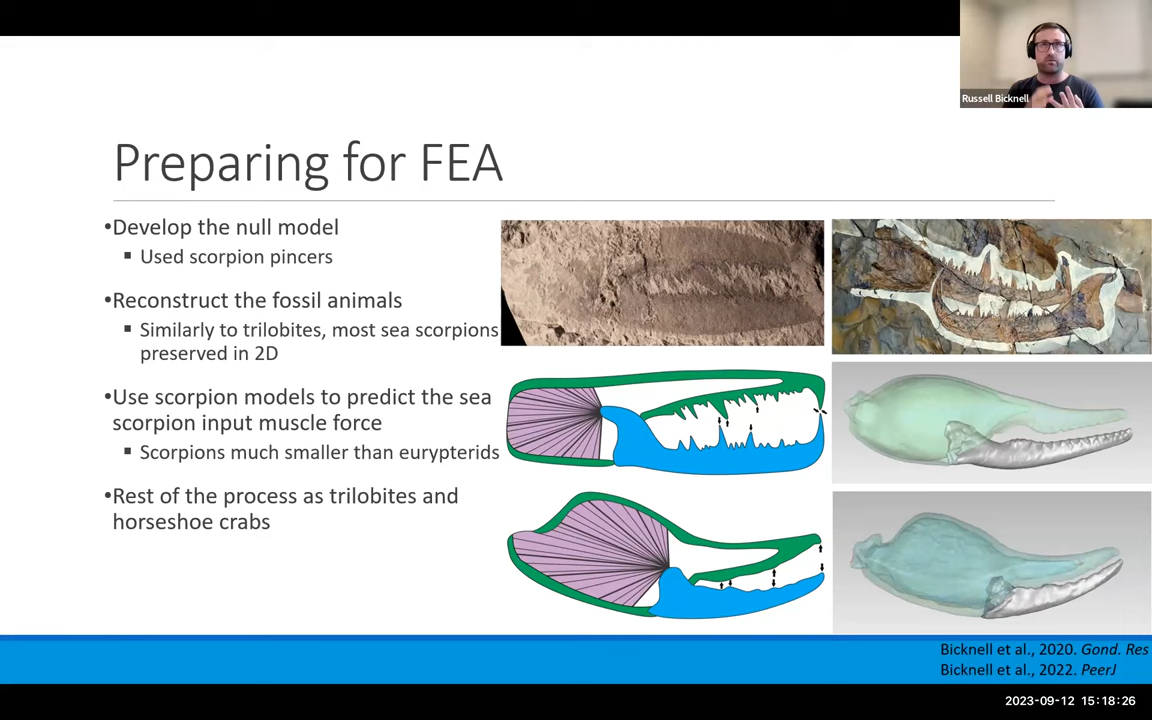 Russell Bicknell
Preparing for FEA
•Develop the null model
▪ Used scorpion pincers
•Reconstruct the fossil animals
▪ Similarly to trilobites, most sea scorpions
preserved in 2D
•Use scorpion models to predict the sea
scorpion input muscle force
▪ Scorpions much smaller than eurypterids
•Rest of the process as trilobites and
horseshoe crabs
Bicknell et al., 2020. Gond. Res
Bicknell et al., 2022. PeerJ
2023-09-12 15:18:26